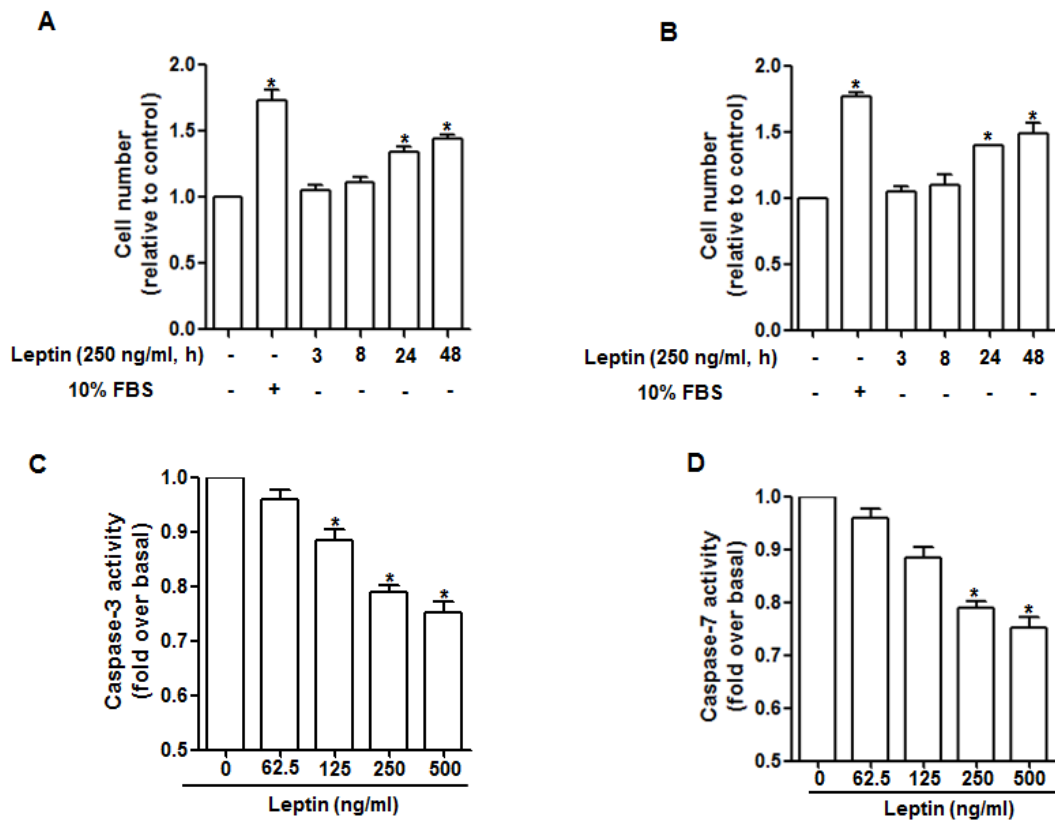 A
Cell number
(relative to control)
2.0
1.5
1.0
0.5
0.0
* * *
Leptin (250 ng/ml, h) - - 3 8 24 48
10% FBS - + - - - -
B
Cell number
(relative to control)
2.0
1.5
1.0
0.5
0.0
* * *
Leptin (250 ng/ml, h) - - 3 8 24 48
10% FBS - + - - - -
C
Caspase-3 activity
(fold over basal)
1.0
0.9
0.8
0.7
0.6
0.5
* * *
0 62.5 125 250 500
Leptin (ng/ml)
D
Caspase-7 activity
(fold over basal)
1.0
0.9
0.8
0.7
0.6
0.5
* *
0 62.5 125 250 500
Leptin (ng/ml)